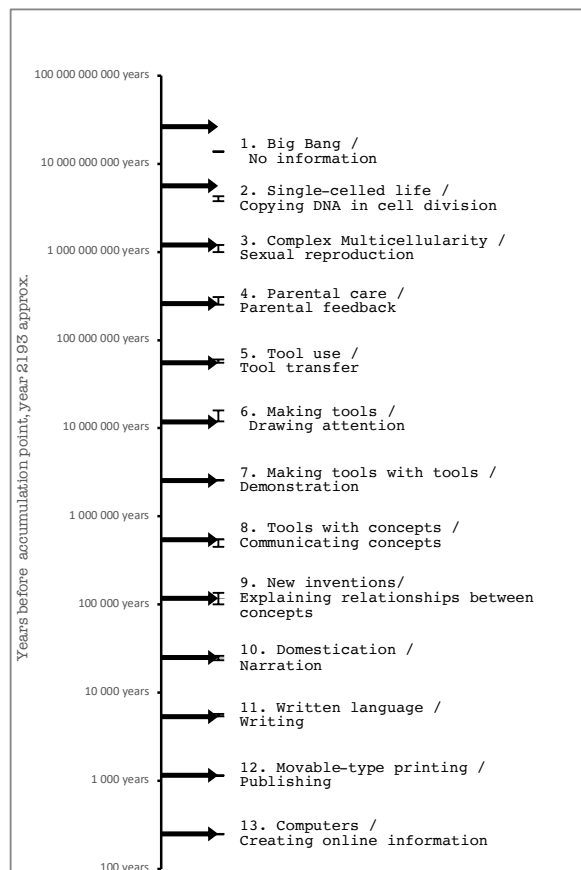 100 000 000 000 years
1. Big Bang /
No information
10 000 000 000 years
2. Single-celled life /
Copying DNA in cell division
3. Complex Multicellularity /
Sexual reproduction
1 000 000 000 years
4. Parental care /
Parental feedback
100 000 000 years
5. Tool use /
Tool transfer
6. Making tools /
Drawing attention
10 000 000 years
7. Making tools with tools /
Demonstration
1 000 000 years
8. Tools with concepts /
Communicating concepts
9. New inventions/
Explaining relationships between
concepts
100 000 years
10. Domestication /
Narration
10 000 years
11. Written language /
Writing
12. Movable-type printing /
Publishing
1 000 years
13. Computers /
Creating online information
100 years
Years before accumulation point, year 2193 approx.